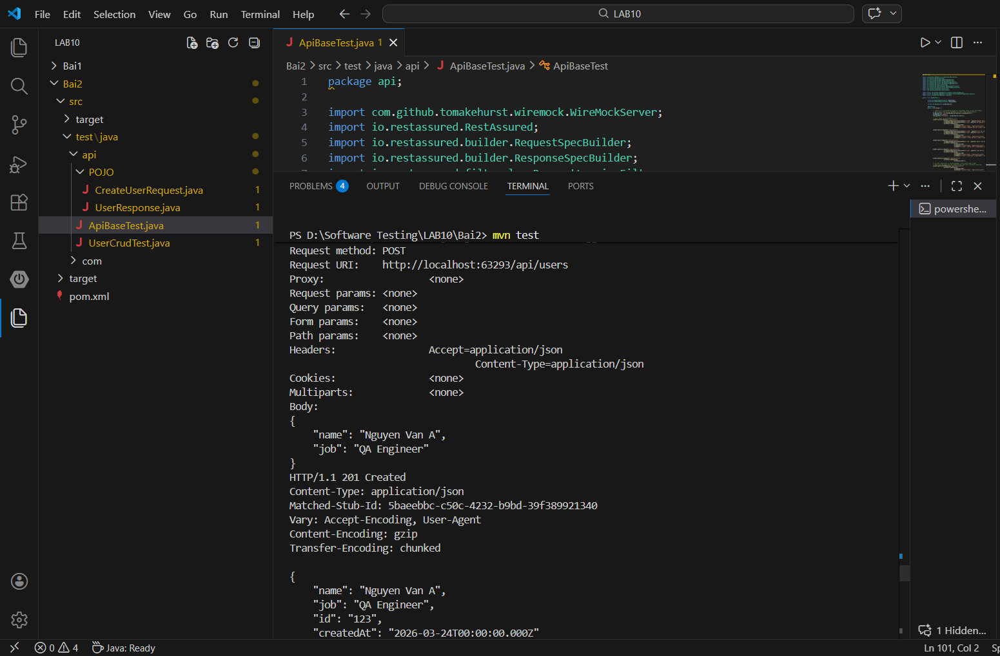 File Edit Selection View Go Run Terminal Help
LAB10
LAB10
Bai1
Bai2
src
target
test\java
api
POJO
CreateUserRequest.java 1
UserResponse.java 1
ApiBaseTest.java 1
UserCrudTest.java 1
com
target
pom.xml
ApiBaseTest.java 1
Bai2 > src > test > java > api > ApiBaseTest.java > ApiBaseTest
1 package api;
2
3 import com.github.tomakehurst.wiremock.WireMockServer;
4 import io.restassured.RestAssured;
5 import io.restassured.builder.RequestSpecBuilder;
6 import io.restassured.builder.ResponseSpecBuilder;
PROBLEMS 4 OUTPUT DEBUG CONSOLE TERMINAL PORTS
powershe...
PS D:\Software Testing\LAB10\Bai2> mvn test
Request method: POST
Request URI: http://localhost:63293/api/users
Proxy: <none>
Request params: <none>
Query params: <none>
Form params: <none>
Path params: <none>
Headers: Accept=application/json
Content-Type=application/json
Cookies: <none>
Multiparts: <none>
Body:
{
"name": "Nguyen Van A",
"job": "QA Engineer"
}
HTTP/1.1 201 Created
Content-Type: application/json
Matched-Stub-Id: 5baeebbc-c50c-4232-b9bd-39f389921340
Vary: Accept-Encoding, User-Agent
Content-Encoding: gzip
Transfer-Encoding: chunked
{
"name": "Nguyen Van A",
"job": "QA Engineer",
"id": "123",
"createdAt": "2026-03-24T00:00:00.000Z"
1 Hidden...
0 4 Java: Ready
Ln 101, Col 2 Sp